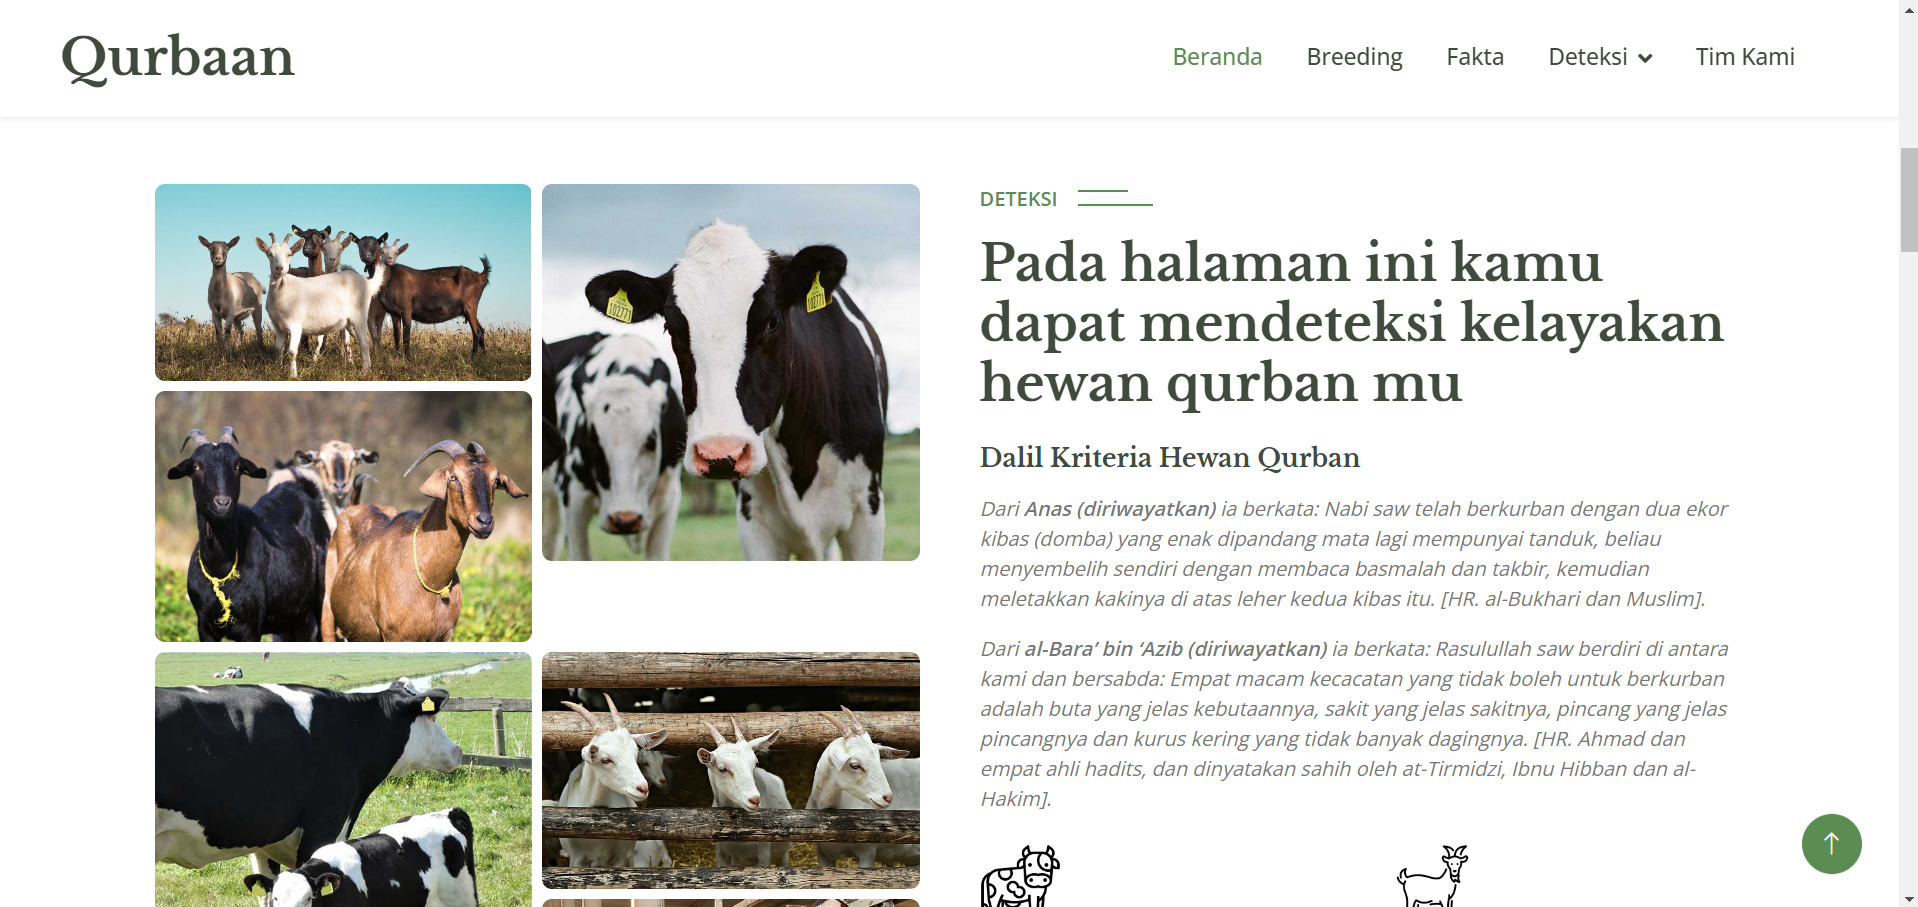 Qurbaan
Beranda
Breeding
Fakta
Deteksi
Tim Kami
DETEKSI
Pada halaman ini kamu
dapat mendeteksi kelayakan
hewan qurban mu
Dalil Kriteria Hewan Qurban
Dari Anas (diriwayatkan) ia berkata: Nabi saw telah berkurban dengan dua ekor
kibas (domba) yang enak dipandang mata lagi mempunyai tanduk, beliau
menyembelih sendiri dengan membaca basmalah dan takbir, kemudian
meletakkan kakinya di atas leher kedua kibas itu. [HR. al-Bukhari dan Muslim].
Dari al-Bara’ bin ‘Azib (diriwayatkan) ia berkata: Rasulullah saw berdiri di antara
kami dan bersabda: Empat macam kecacatan yang tidak boleh untuk berkurban
adalah buta yang jelas kebutaannya, sakit yang jelas sakitnya, pincang yang jelas
pincangnya dan kurus kering yang tidak banyak dagingnya. [HR. Ahmad dan
empat ahli hadits, dan dinyatakan sahih oleh at-Tirmidzi, Ibnu Hibban dan al-
Hakim].
102771
102771